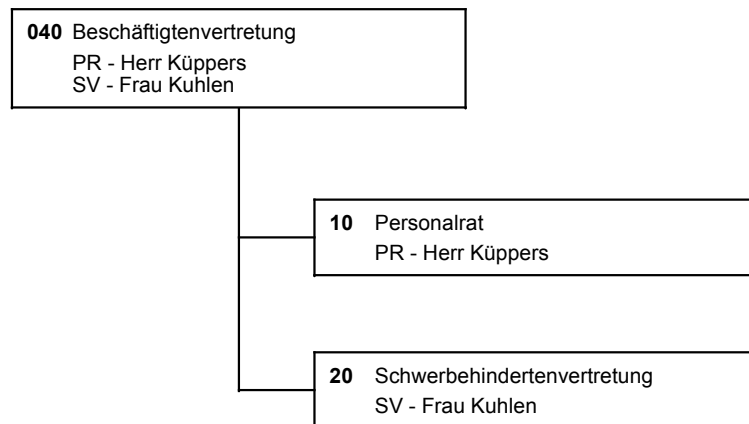 040 Beschäftigtenvertretung
PR - Herr Küppers
SV - Frau Kuhlen
10 Personalrat
PR - Herr Küppers
20 Schwerbehindertenvertretung
SV - Frau Kuhlen